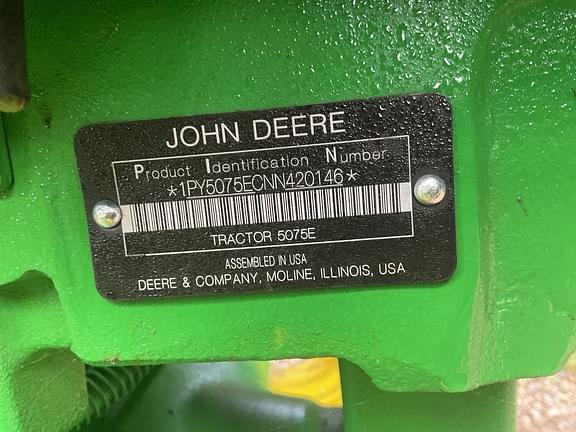 JOHN DEERE
Product Identification Number
*1PY5075ECNN420146*
TRACTOR 5075E
ASSEMBLED IN USA
DEERE & COMPANY, MOLINE, ILLINOIS, USA